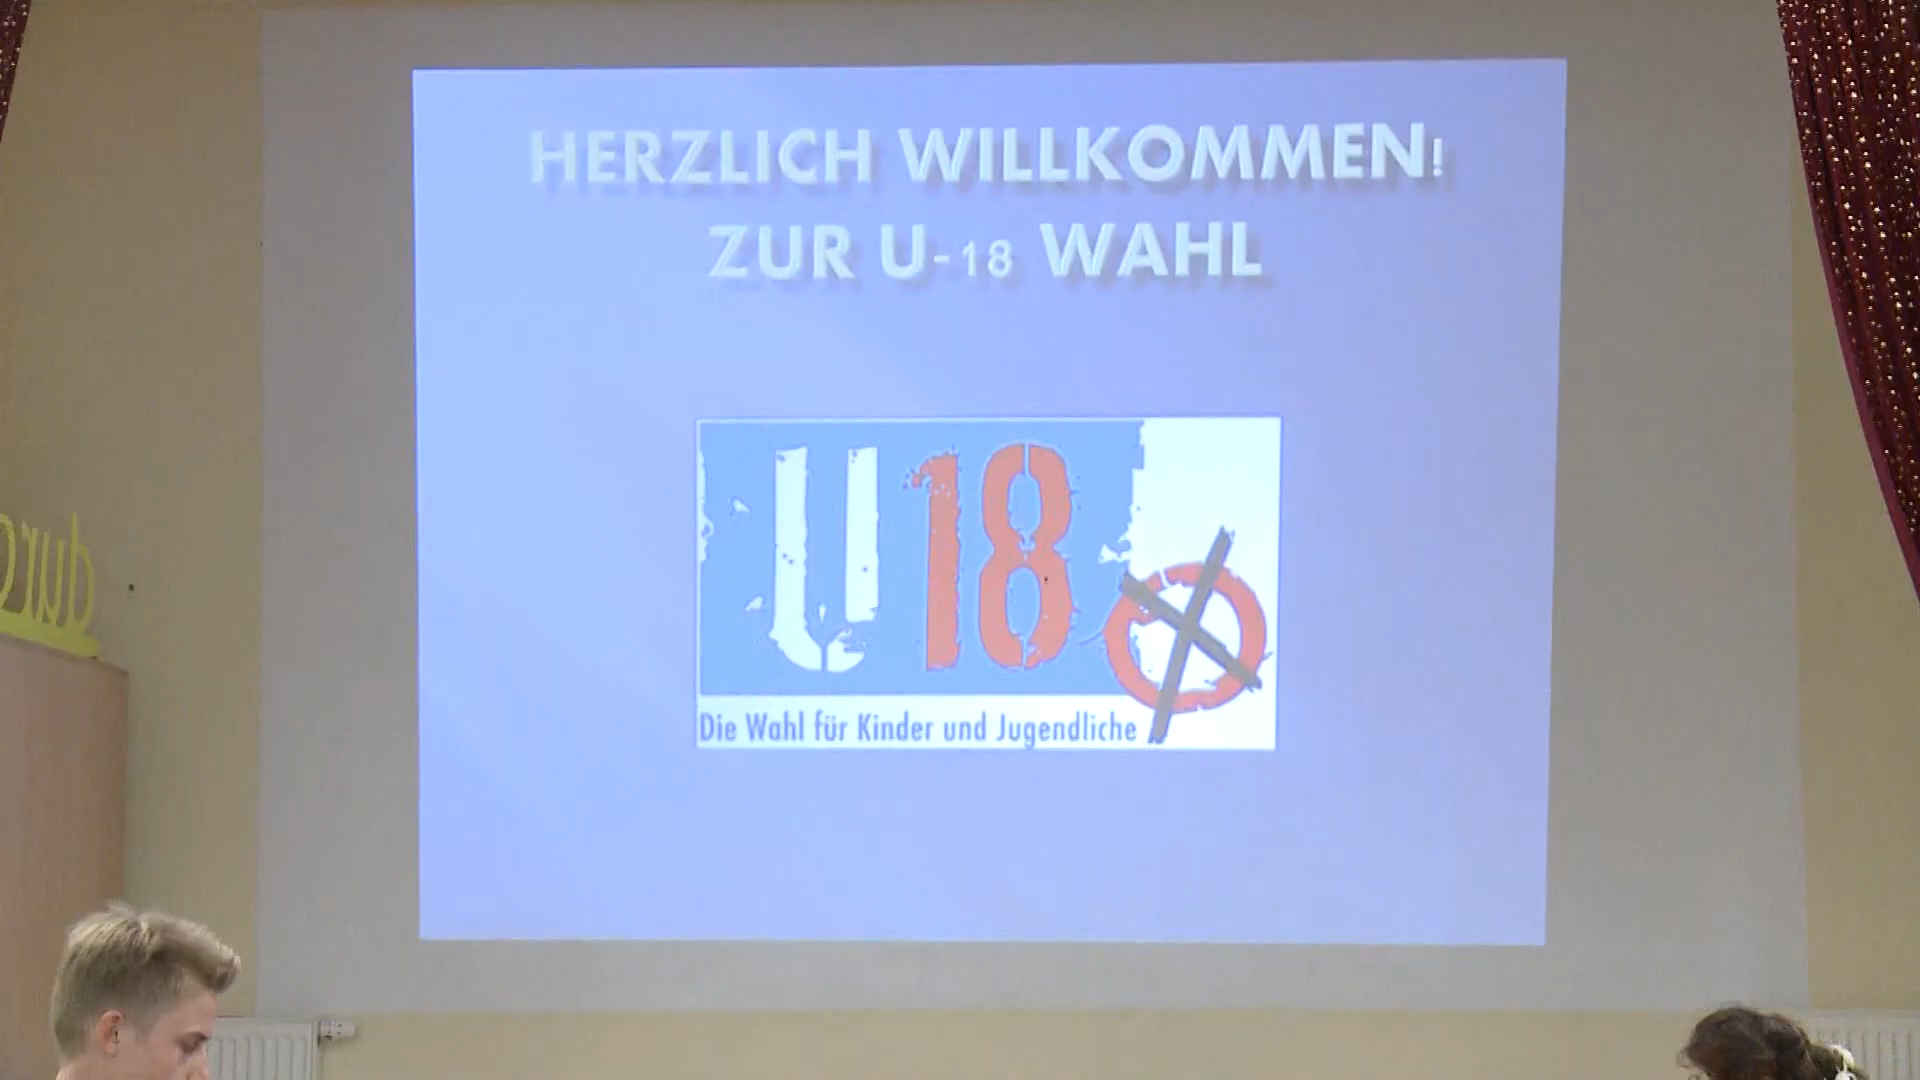 HERZLICH WILLKOMMEN!
ZUR U-18 WAHL
U18
Die Wahl für Kinder und Jugendliche